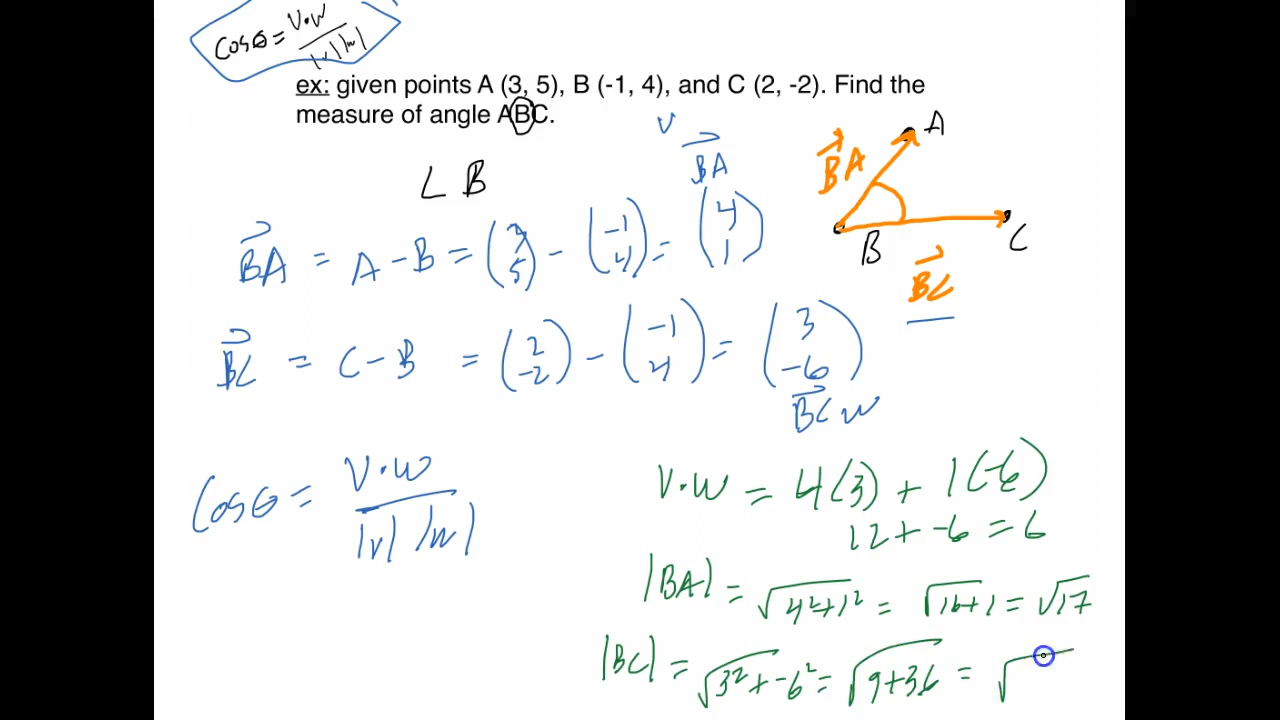 Cosθ = V·W / |V| |W|
ex: given points A (3, 5), B (-1, 4), and C (2, -2). Find the
measure of angle ABC.
∠ B
V
BA
BA = A - B = (3 5) - (-1 4) = (4 1)
BC = C - B = (2 -2) - (-1 4) = (3 -6)
BC W
A
BA
B
C
BC
Cosθ = V·W / |V| |W|
V·W = 4(3) + 1(-6)
12 + -6 = 6
|BA| = √4²+1² = √16+1 = √17
|BC| = √3²+-6² = √9+36 = √